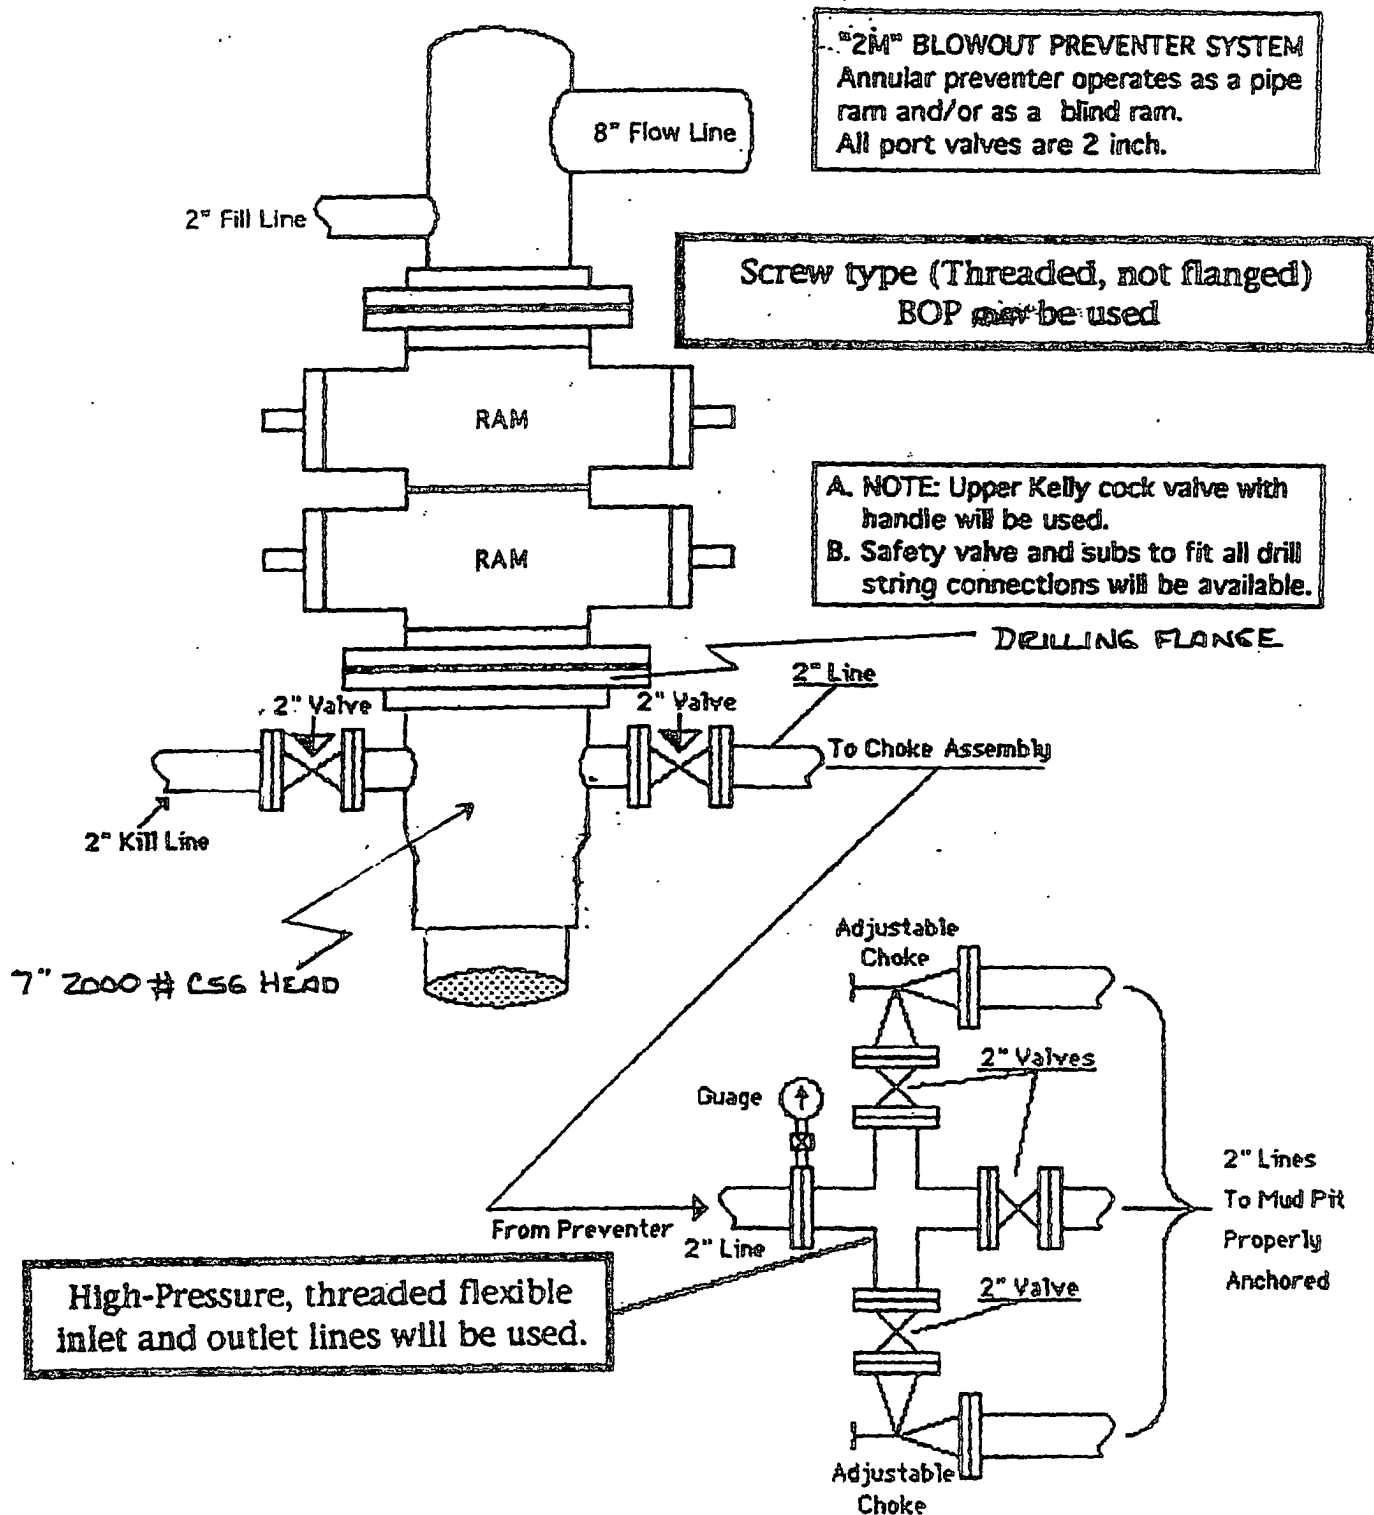 "2M" BLOWOUT PREVENTER SYSTEM
Annular preventer operates as a pipe
ram and/or as a blind ram.
All port valves are 2 inch.
8" Flow Line
2" Fill Line
Screw type (Threaded, not flanged)
BOP be used
RAM
A. NOTE: Upper Kelly cock valve with
handle will be used.
B. Safety valve and subs to fit all drill
string connections will be available.
RAM
DRILLING FLANGE
2" Line
2" Valve
2" Valve
To Choke Assembly
2" Kill Line
7" 2000 # CSG HEAD
Adjustable
Choke
2" Valves
Guage
2" Lines
To Mud Pit
Properly
Anchored
From Preventer
2" Line
High-Pressure, threaded flexible
inlet and outlet lines will be used.
2" Valve
Adjustable
Choke